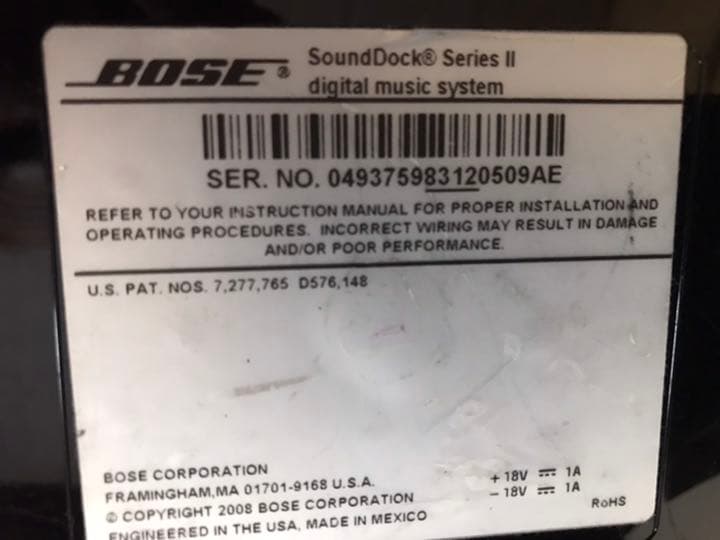 BOSE®
SoundDock® Series II
digital music system
SER. NO. 049375983120509AE
REFER TO YOUR INSTRUCTION MANUAL FOR PROPER INSTALLATION AND
OPERATING PROCEDURES. INCORRECT WIRING MAY RESULT IN DAMAGE
AND/OR POOR PERFORMANCE.
U.S. PAT. NOS. 7,277,765 D576,148
BOSE CORPORATION
FRAMINGHAM,MA 01701-9168 U.S.A.
© COPYRIGHT 2008 BOSE CORPORATION
ENGINEERED IN THE USA, MADE IN MEXICO
+ 18V ⎓ 1A
- 18V ⎓ 1A
RoHS